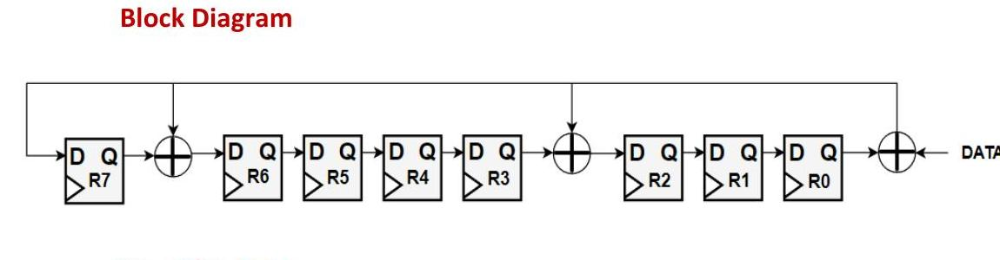 Block Diagram
D Q D Q D Q D Q D Q D Q D Q D Q DATA
R7 R6 R5 R4 R3 R2 R1 R0